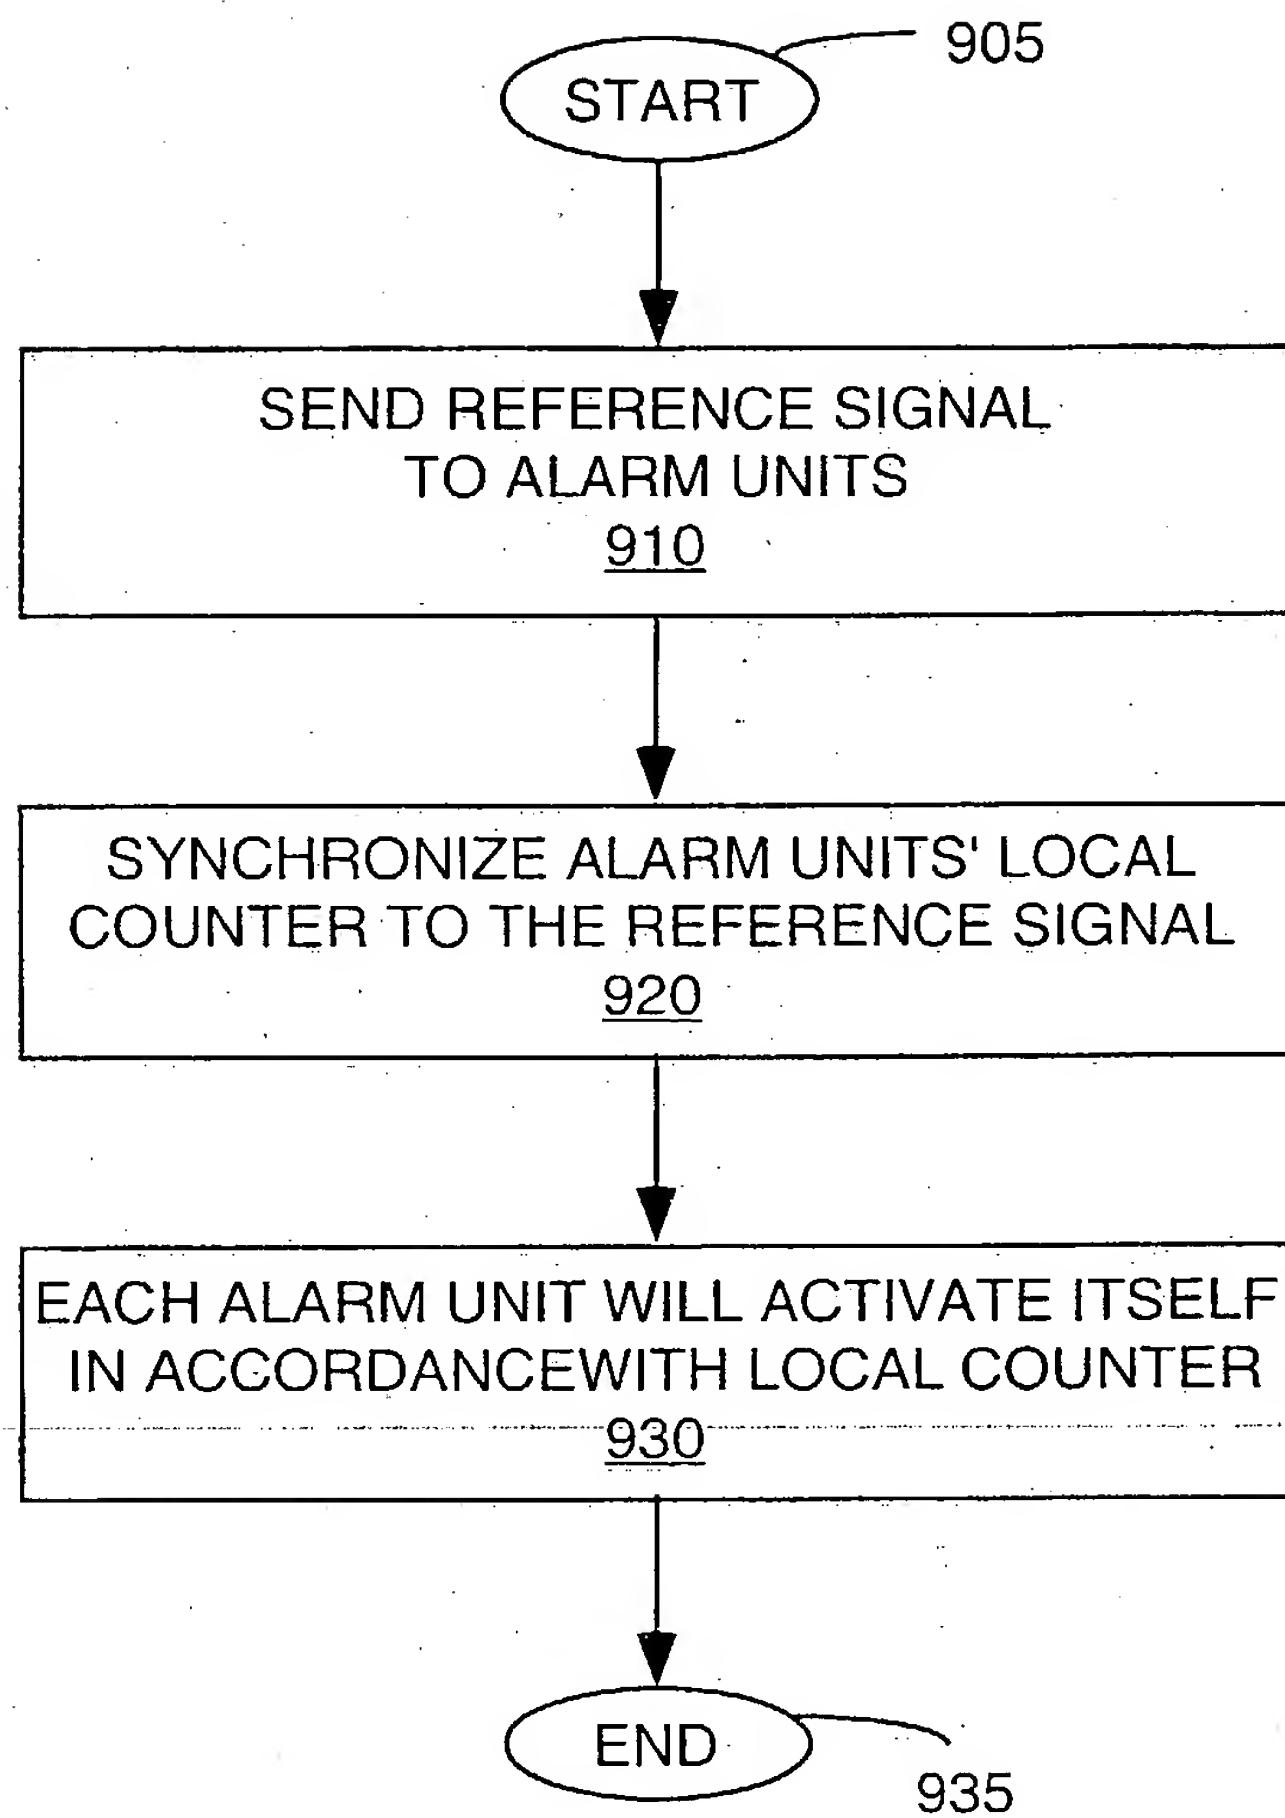 905
START
SEND REFERENCE SIGNAL
TO ALARM UNITS
910
SYNCHRONIZE ALARM UNITS' LOCAL
COUNTER TO THE REFERENCE SIGNAL
920
EACH ALARM UNIT WILL ACTIVATE ITSELF
IN ACCORDANCEWITH LOCAL COUNTER
930
END
935